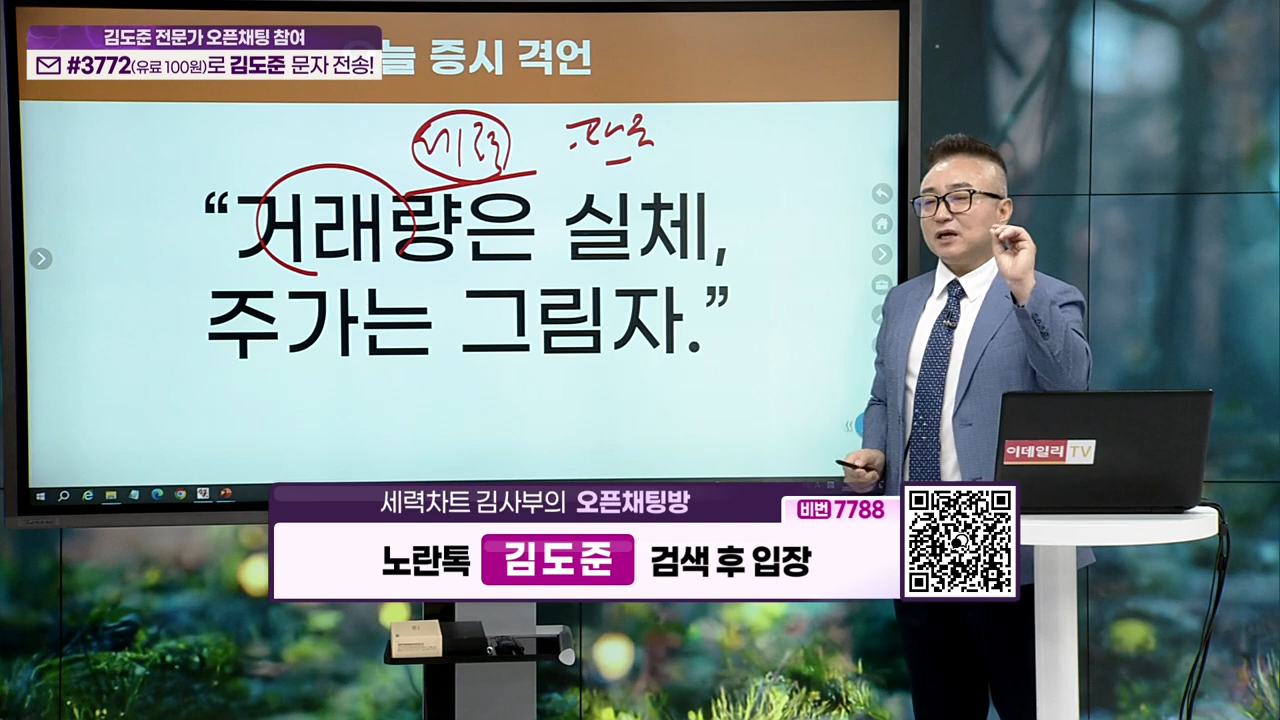 김도준 전문가 오픈채팅 참여
#3772(유료 100원)로 김도준 문자 전송!
늘 증시 격언
세력
“거래량은 실체,
주가는 그림자.”
이데일리TV
세력차트 김사부의 오픈채팅방
비번 7788
노란톡 김도준 검색 후 입장